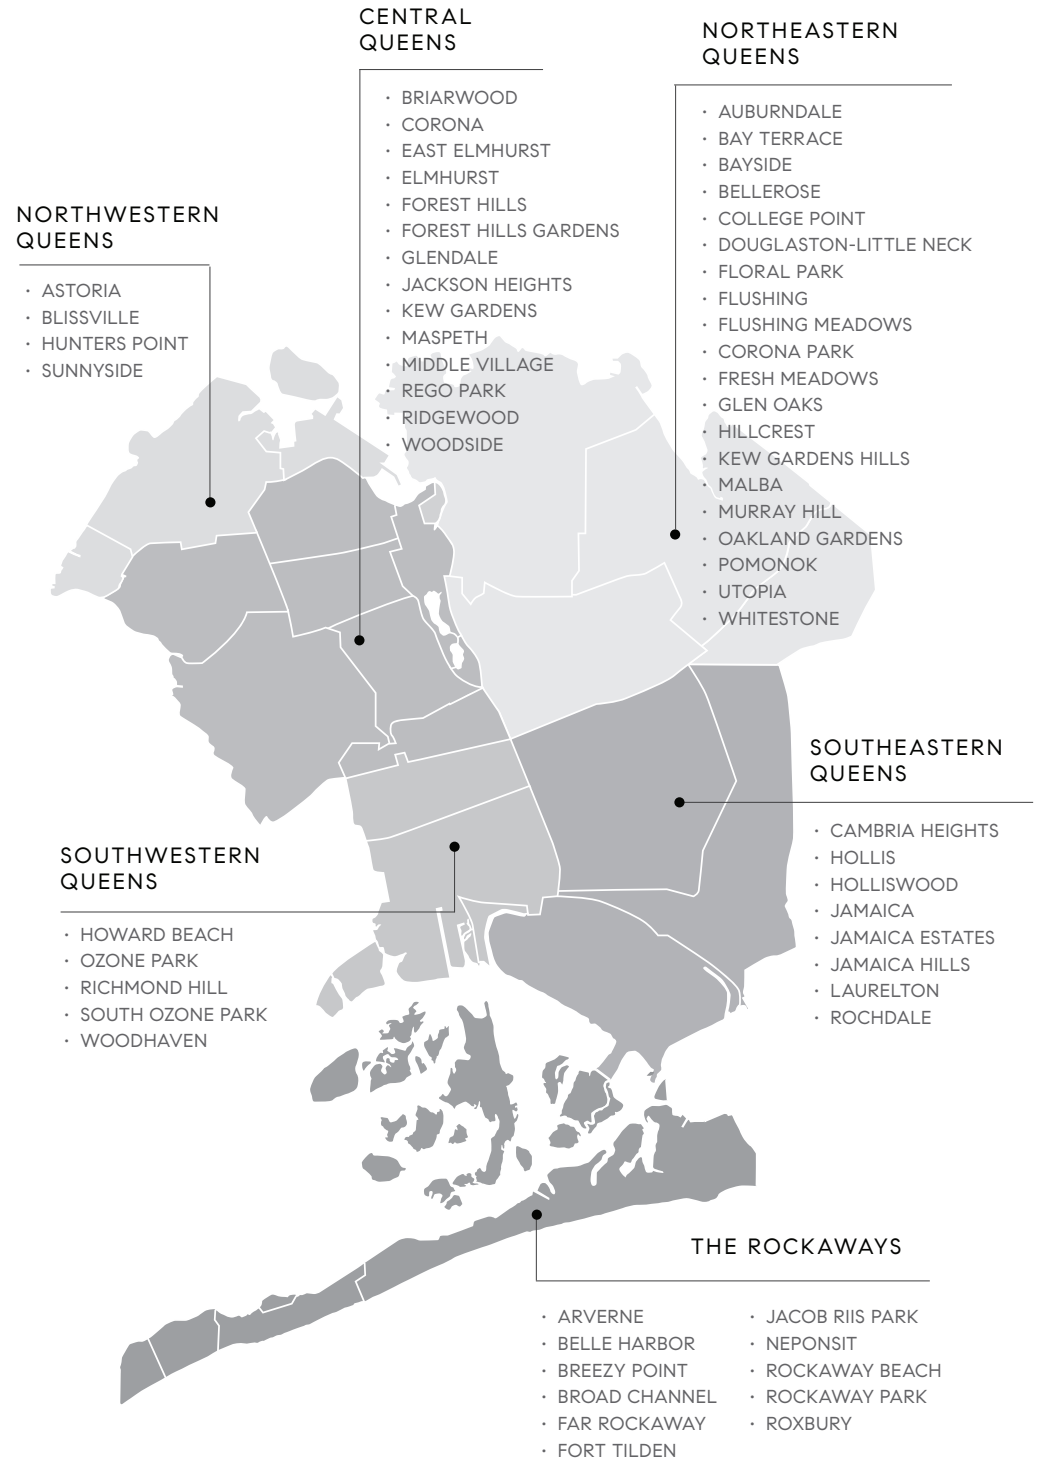 CENTRAL
QUEENS
· BRIARWOOD
· CORONA
· EAST ELMHURST
· ELMHURST
· FOREST HILLS
· FOREST HILLS GARDENS
· GLENDALE
· JACKSON HEIGHTS
· KEW GARDENS
· MASPETH
· MIDDLE VILLAGE
· REGO PARK
· RIDGEWOOD
· WOODSIDE
NORTHEASTERN
QUEENS
· AUBURNDALE
· BAY TERRACE
· BAYSIDE
· BELLEROSE
· COLLEGE POINT
· DOUGLASTON-LITTLE NECK
· FLORAL PARK
· FLUSHING
· FLUSHING MEADOWS
· CORONA PARK
· FRESH MEADOWS
· GLEN OAKS
· HILLCREST
· KEW GARDENS HILLS
· MALBA
· MURRAY HILL
· OAKLAND GARDENS
· POMONOK
· UTOPIA
· WHITESTONE
NORTHWESTERN
QUEENS
· ASTORIA
· BLISSVILLE
· HUNTERS POINT
· SUNNYSIDE
SOUTHEASTERN
QUEENS
· CAMBRIA HEIGHTS
· HOLLIS
· HOLLISWOOD
· JAMAICA
· JAMAICA ESTATES
· JAMAICA HILLS
· LAURELTON
· ROCHDALE
SOUTHWESTERN
QUEENS
· HOWARD BEACH
· OZONE PARK
· RICHMOND HILL
· SOUTH OZONE PARK
· WOODHAVEN
THE ROCKAWAYS
· ARVERNE
· BELLE HARBOR
· BREEZY POINT
· BROAD CHANNEL
· FAR ROCKAWAY
· FORT TILDEN
· JACOB RIIS PARK
· NEPONSIT
· ROCKAWAY BEACH
· ROCKAWAY PARK
· ROXBURY